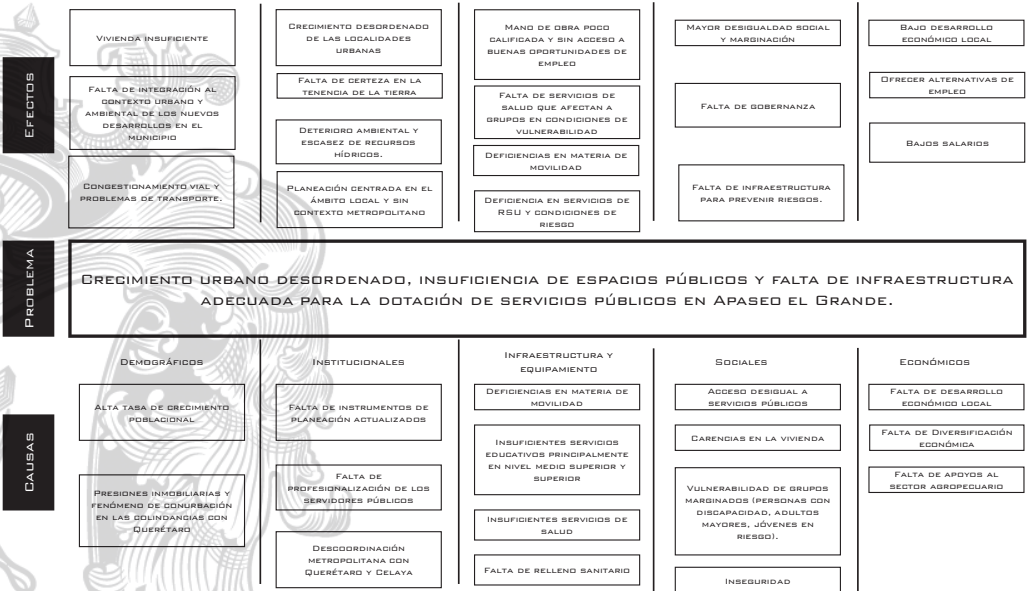 EFECTOS
VIVIENDA INSUFICIENTE
FALTA DE INTEGRACIÓN AL
CONTEXTO URBANO Y
AMBIENTAL DE LOS NUEVOS
DESARROLLOS EN EL
MUNICIPIO
CONGESTIONAMIENTO VIAL Y
PROBLEMAS DE TRANSPORTE.
CRECIMIENTO DESORDENADO
DE LAS LOCALIDADES
URBANAS
FALTA DE CERTEZA EN LA
TENENCIA DE LA TIERRA
DETERIORO AMBIENTAL Y
ESCASEZ DE RECURSOS
HÍDRICOS.
PLANEACIÓN CENTRADA EN EL
ÁMBITO LOCAL Y SIN
CONTEXTO METROPOLITANO
MANO DE OBRA POCO
CALIFICADA Y SIN ACCESO A
BUENAS OPORTUNIDADES DE
EMPLEO
FALTA DE SERVICIOS DE
SALUD QUE AFECTAN A
GRUPOS EN CONDICIONES DE
VULNERABILIDAD
DEFICIENCIAS EN MATERIA DE
MOVILIDAD
DEFICIENCIA EN SERVICIOS DE
RSU Y CONDICIONES DE
RIESGO
MAYOR DESIGUALDAD SOCIAL
Y MARGINACIÓN
FALTA DE GOBERNANZA
FALTA DE INFRAESTRUCTURA
PARA PREVENIR RIESGOS.
BAJO DESARROLLO
ECONÓMICO LOCAL
OFRECER ALTERNATIVAS DE
EMPLEO
BAJOS SALARIOS
PROBLEMA
CRECIMIENTO URBANO DESORDENADO, INSUFICIENCIA DE ESPACIOS PÚBLICOS Y FALTA DE INFRAESTRUCTURA
ADECUADA PARA LA DOTACIÓN DE SERVICIOS PÚBLICOS EN APASEO EL GRANDE.
CAUSAS
DEMOGRÁFICOS
ALTA TASA DE CRECIMIENTO
POBLACIONAL
PRESIONES INMOBILIARIAS Y
FENÓMENO DE CONURBACIÓN
EN LAS COLINDANCIAS CON
QUERÉTARO
INSTITUCIONALES
FALTA DE INSTRUMENTOS DE
PLANEACIÓN ACTUALIZADOS
FALTA DE
PROFESIONALIZACIÓN DE LOS
SERVIDORES PÚBLICOS
DESCOORDINACIÓN
METROPOLITANA CON
QUERÉTARO Y CELAYA
INFRAESTRUCTURA Y
EQUIPAMIENTO
DEFICIENCIAS EN MATERIA DE
MOVILIDAD
INSUFICIENTES SERVICIOS
EDUCATIVOS PRINCIPALMENTE
EN NIVEL MEDIO SUPERIOR Y
SUPERIOR
INSUFICIENTES SERVICIOS DE
SALUD
FALTA DE RELLENO SANITARIO
SOCIALES
ACCESO DESIGUAL A
SERVICIOS PÚBLICOS
CARENCIAS EN LA VIVIENDA
VULNERABILIDAD DE GRUPOS
MARGINADOS (PERSONAS CON
DISCAPACIDAD, ADULTOS
MAYORES, JÓVENES EN
RIESGO).
INSEGURIDAD
ECONÓMICOS
FALTA DE DESARROLLO
ECONÓMICO LOCAL
FALTA DE DIVERSIFICACIÓN
ECONÓMICA
FALTA DE APOYOS AL
SECTOR AGROPECUARIO